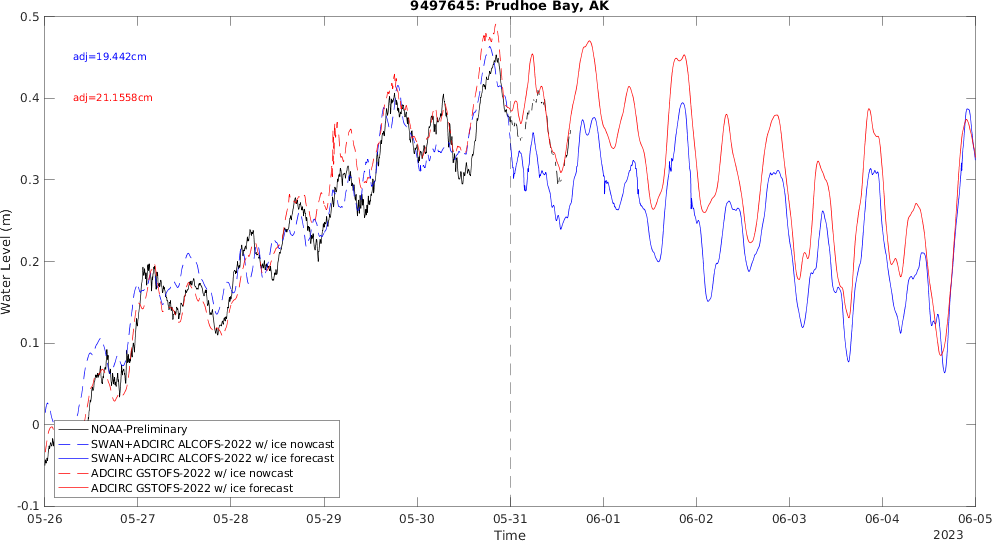 9497645: Prudhoe Bay, AK
0.5
adj=19.442cm
0.4
adj=21.1558cm
0.3
0.2
Water Level (m)
0.1
0
NOAA-Preliminary
SWAN+ADCIRC ALCOFS-2022 w/ ice nowcast
SWAN+ADCIRC ALCOFS-2022 w/ ice forecast
ADCIRC GSTOFS-2022 w/ ice nowcast
ADCIRC GSTOFS-2022 w/ ice forecast
-0.1
05-26 05-27 05-28 05-29 05-30 05-31 06-01 06-02 06-03 06-04 06-05
Time
2023